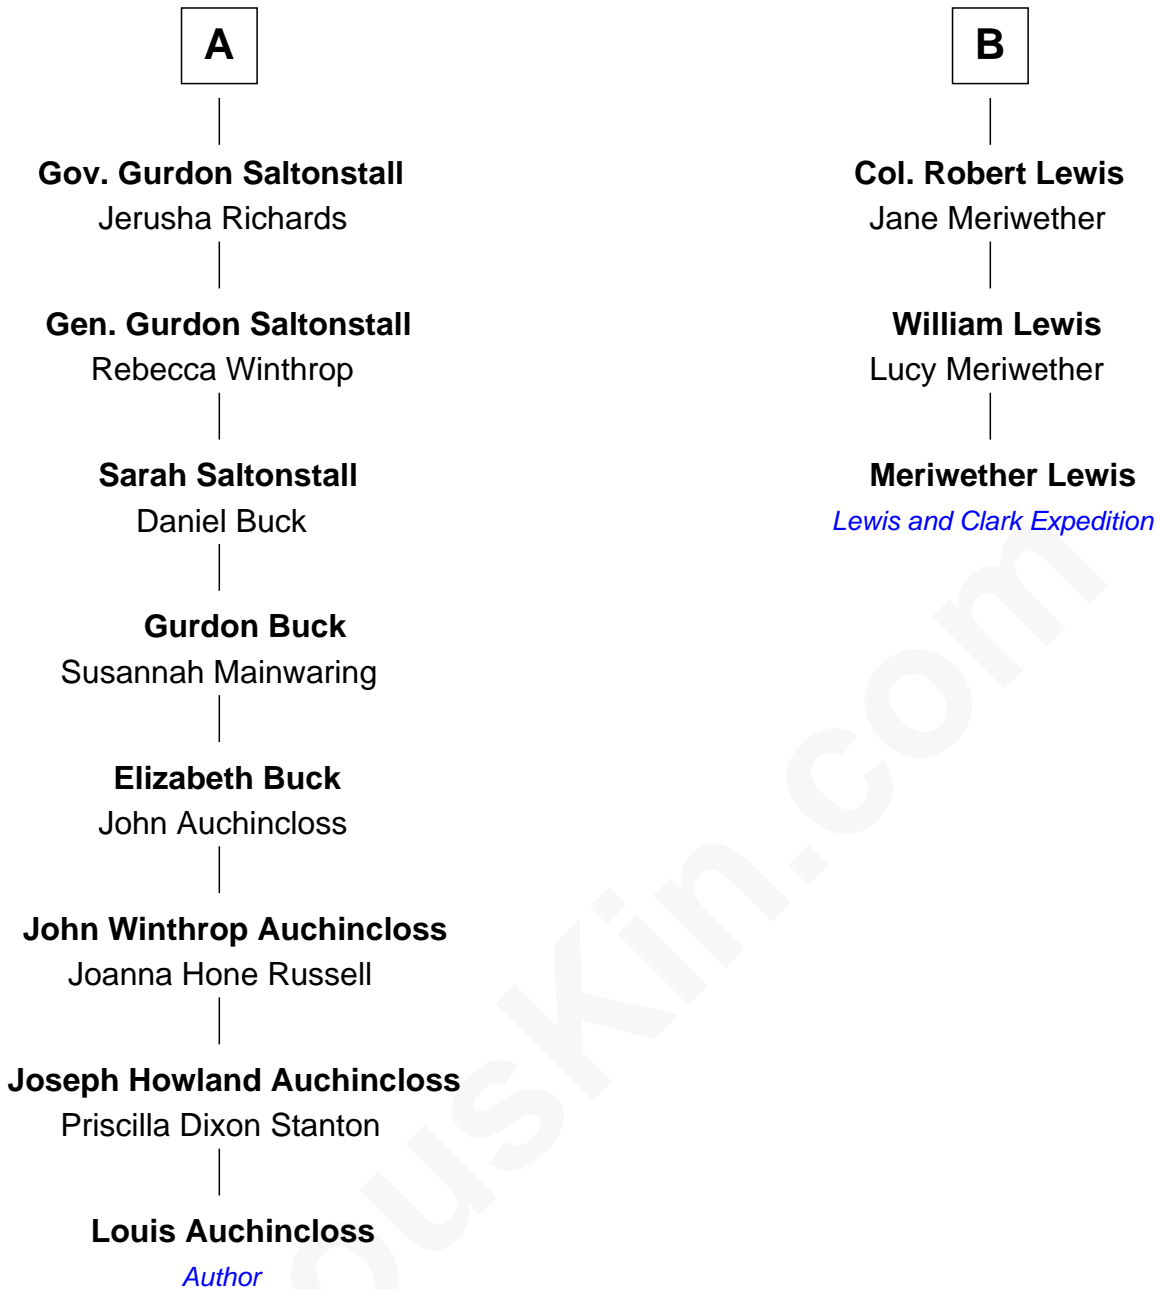 A
Gov. Gurdon Saltonstall
Jerusha Richards
Gen. Gurdon Saltonstall
Rebecca Winthrop
Sarah Saltonstall
Daniel Buck
Gurdon Buck
Susannah Mainwaring
Elizabeth Buck
John Auchincloss
John Winthrop Auchincloss
Joanna Hone Russell
Joseph Howland Auchincloss
Priscilla Dixon Stanton
Louis Auchincloss
Author
B
Col. Robert Lewis
Jane Meriwether
William Lewis
Lucy Meriwether
Meriwether Lewis
Lewis and Clark Expedition
ousKin.com